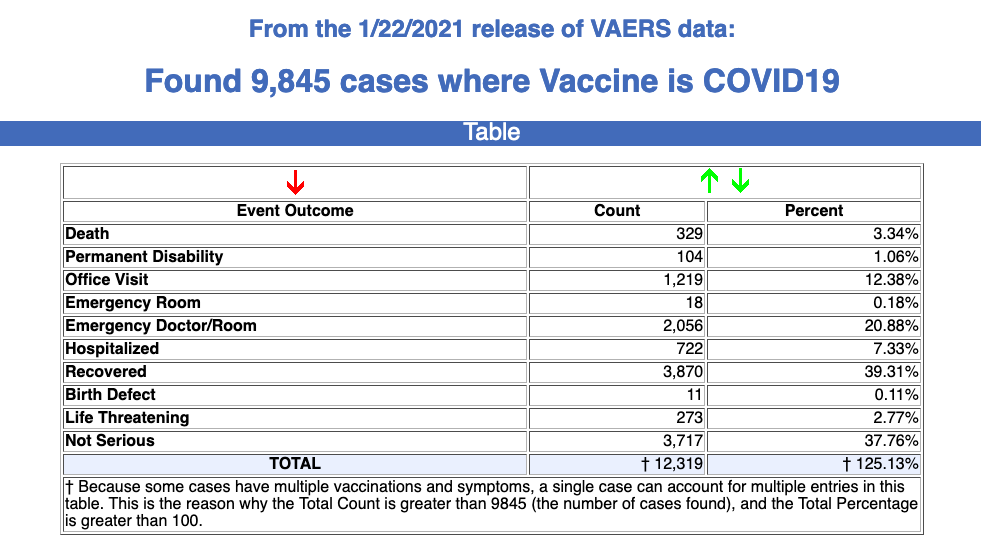 From the 1/22/2021 release of VAERS data:
Found 9,845 cases where Vaccine is COVID19
Table
Event Outcome Count Percent
Death 329 3.34%
Permanent Disability 104 1.06%
Office Visit 1,219 12.38%
Emergency Room 18 0.18%
Emergency Doctor/Room 2,056 20.88%
Hospitalized 722 7.33%
Recovered 3,870 39.31%
Birth Defect 11 0.11%
Life Threatening 273 2.77%
Not Serious 3,717 37.76%
TOTAL † 12,319 † 125.13%
† Because some cases have multiple vaccinations and symptoms, a single case can account for multiple entries in this
table. This is the reason why the Total Count is greater than 9845 (the number of cases found), and the Total Percentage
is greater than 100.